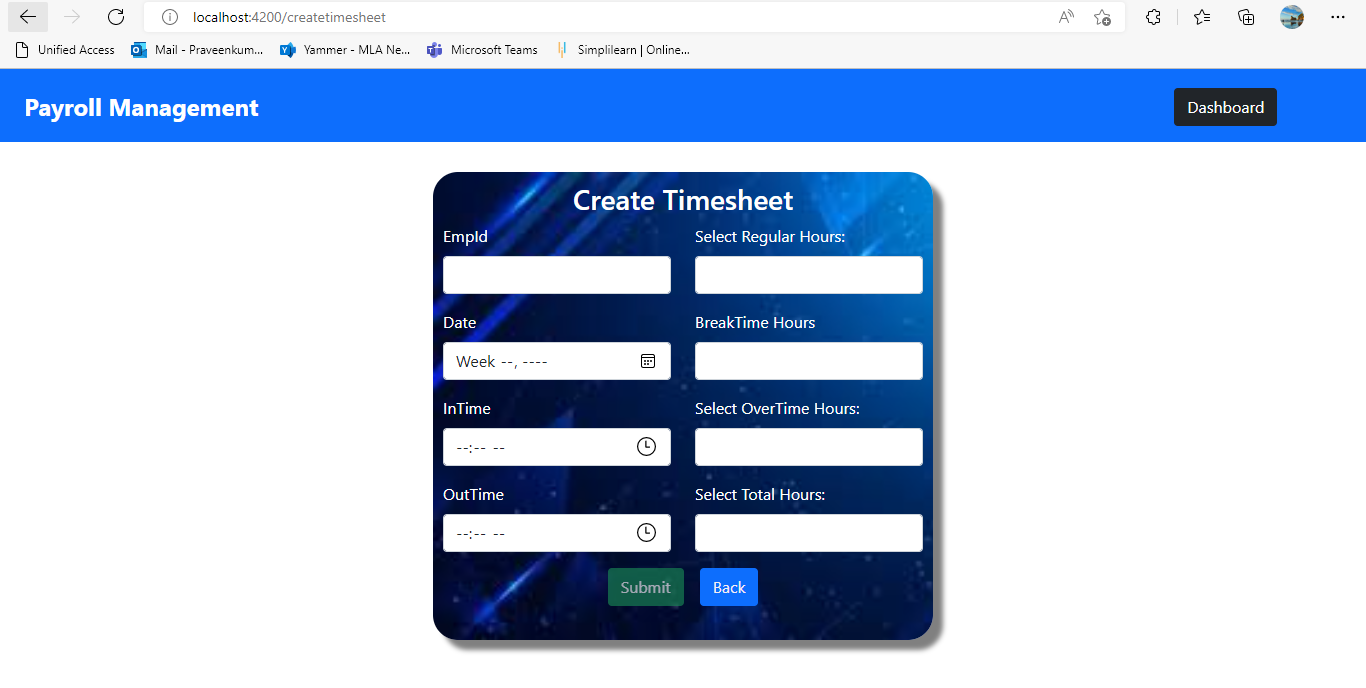 localhost:4200/createtimesheet
Unified Access
Mail - Praveenkum...
Yammer - MLA Ne...
Microsoft Teams
Simplilearn | Online...
Payroll Management
Dashboard
Create Timesheet
EmpId
Select Regular Hours:
Date
BreakTime Hours
Week --, ----
InTime
Select OverTime Hours:
--:-- --
OutTime
Select Total Hours:
--:-- --
Submit
Back